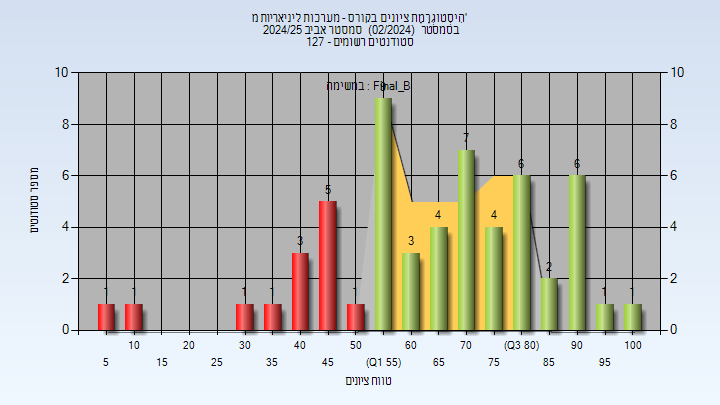 היסטוגרמת ציונים בקורס - מערכות ליניאריות מ'
בסמסטר (02/2024) סמסטר אביב 2024/25
סטודנטים רשומים - 127
במשימה : Final_B
מספר סטודנטים
10 10
8 8
6 6
4 4
2 2
0 0
1 1 1 1 3 5 1 9 3 4 7 4 6 2 6 1 1
10 20 30 40 50 60 70 (Q3 80) 90 100
5 15 25 35 45 (Q1 55) 65 75 85 95
טווח ציונים